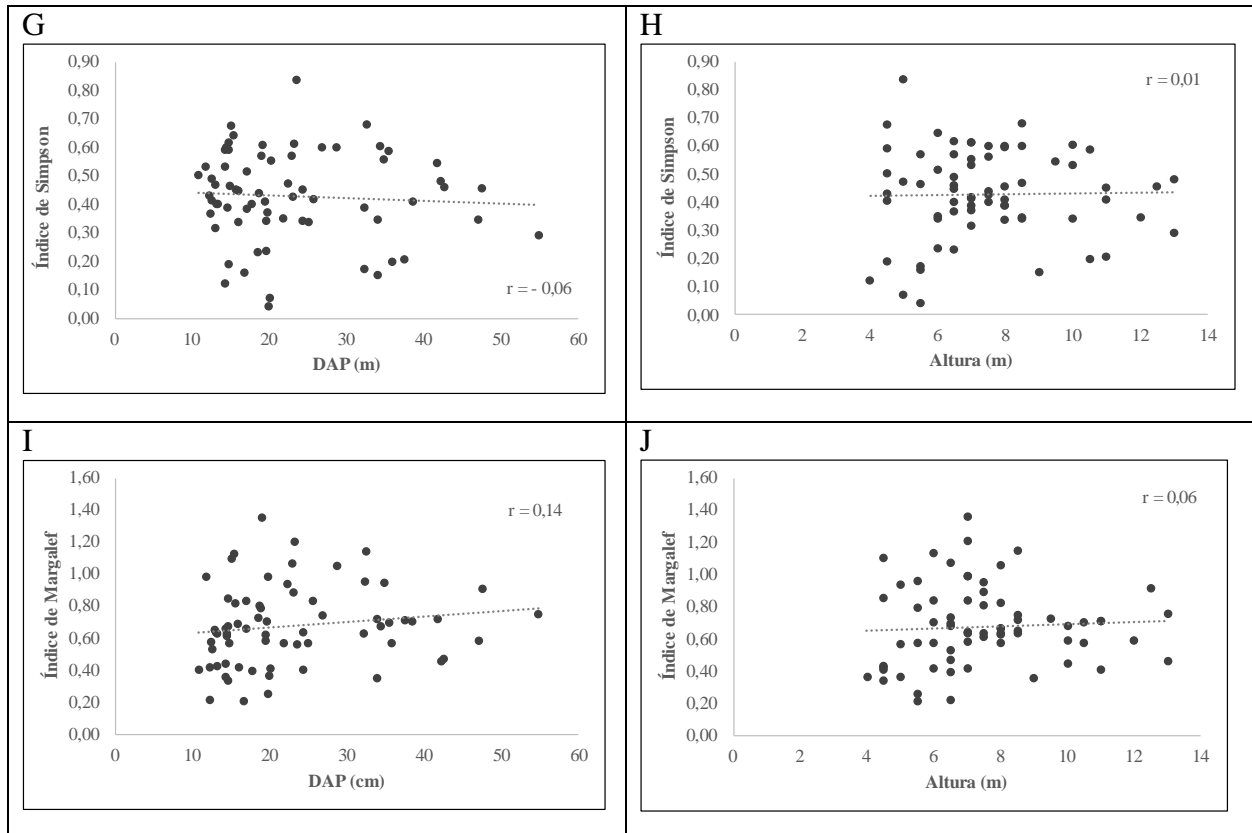 G
Índice de Simpson
0,90
0,80
0,70
0,60
0,50
0,40
0,30
0,20
0,10
0,00
r = - 0,06
0 10 20 30 40 50 60
DAP (m)
H
Índice de Simpson
0,90
0,80
0,70
0,60
0,50
0,40
0,30
0,20
0,10
0,00
r = 0,01
0 2 4 6 8 10 12 14
Altura (m)
I
Índice de Margalef
1,60
1,40
1,20
1,00
0,80
0,60
0,40
0,20
0,00
r = 0,14
0 10 20 30 40 50 60
DAP (cm)
J
Índice de Margalef
1,60
1,40
1,20
1,00
0,80
0,60
0,40
0,20
0,00
r = 0,06
0 2 4 6 8 10 12 14
Altura (m)